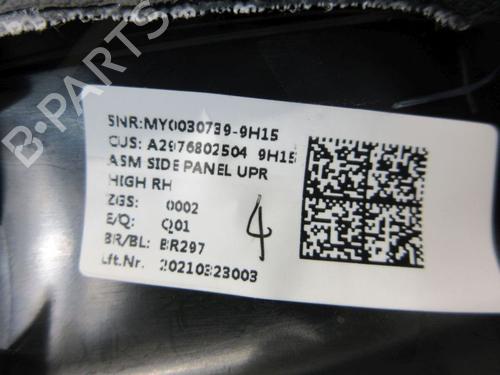 SNR:MY0030739-9H15
CUS: A2976802504 9H15
ASM SIDE PANEL UPR
HIGH RH
ZGS: 0002
E/Q: Q01
BR/BL: BR297
Lft.Nr. 20210323003
4
B-PARTS